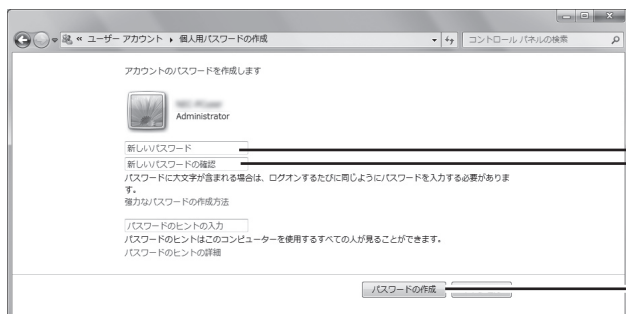 « ユーザー アカウント ▸ 個人用パスワードの作成
コントロール パネルの検索
アカウントのパスワードを作成します
Administrator
新しいパスワード
新しいパスワードの確認
パスワードに大文字が含まれる場合は、ログオンするたびに同じようにパスワードを入力する必要がありま
す。
強力なパスワードの作成方法
パスワードのヒントの入力
パスワードのヒントはこのコンピューターを使用するすべての人が見ることができます。
パスワードのヒントの詳細
パスワードの作成